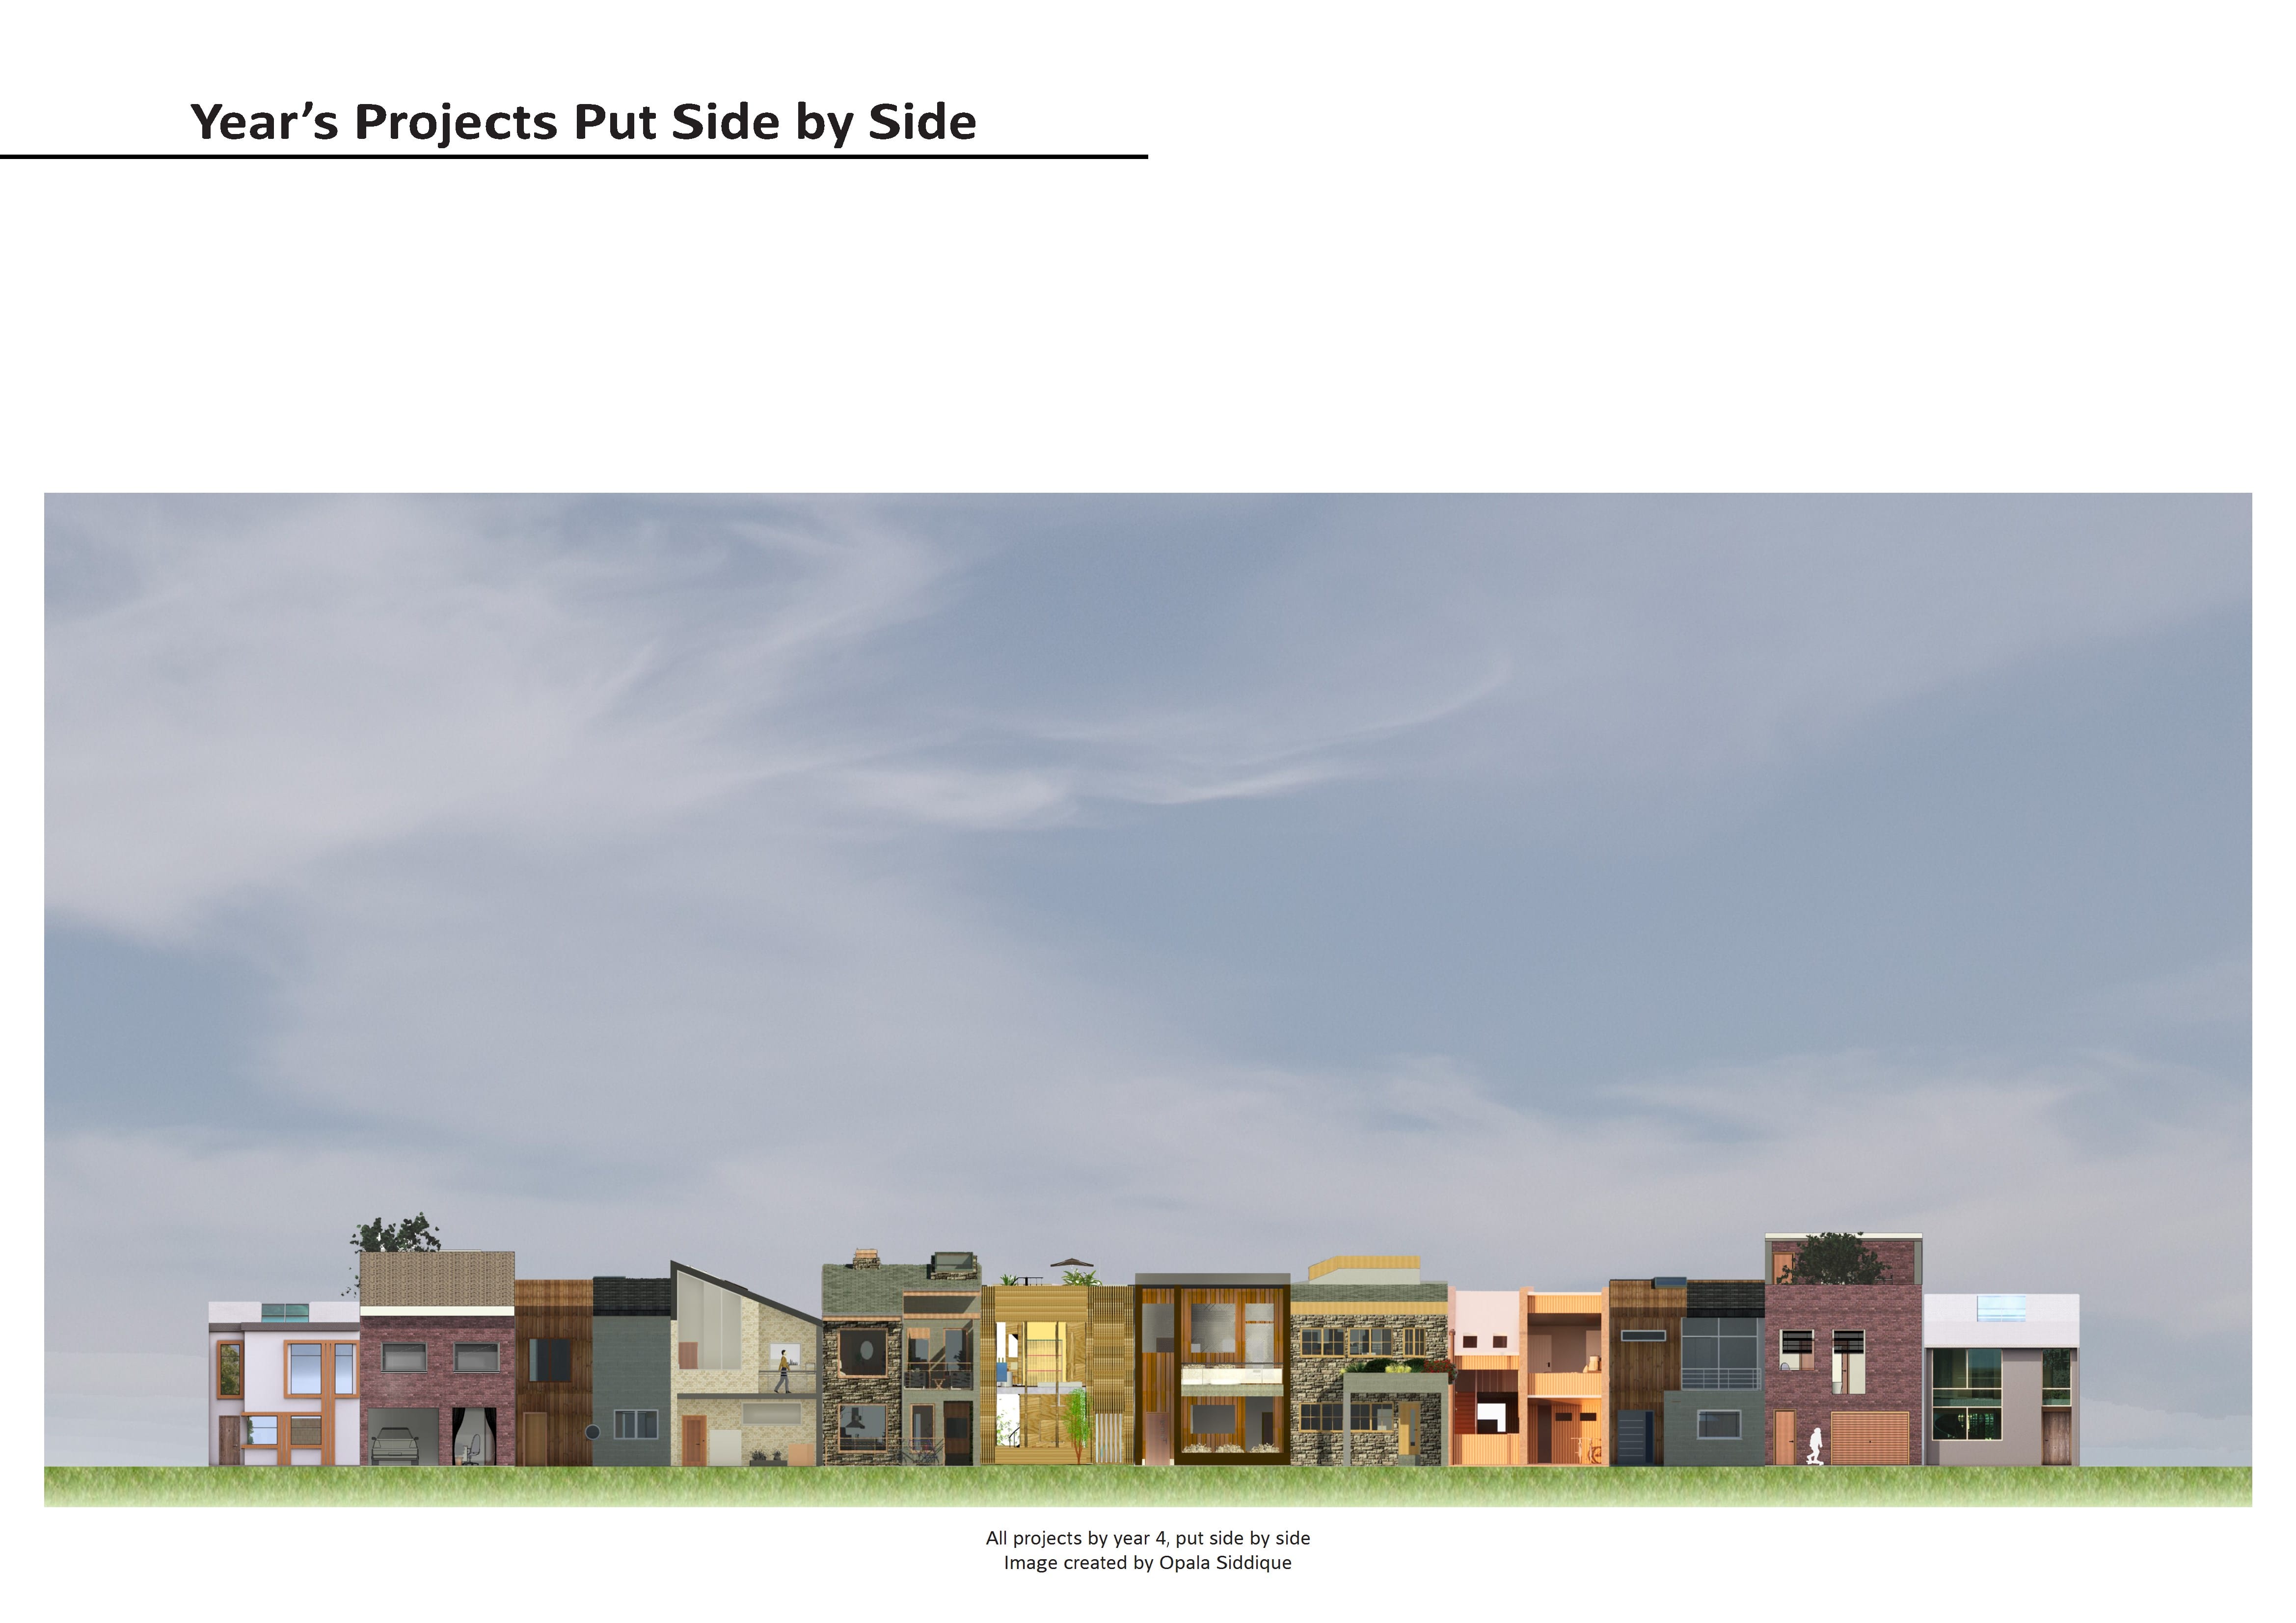 Year’s Projects Put Side by Side
All projects by year 4, put side by side
Image created by Opala Siddique